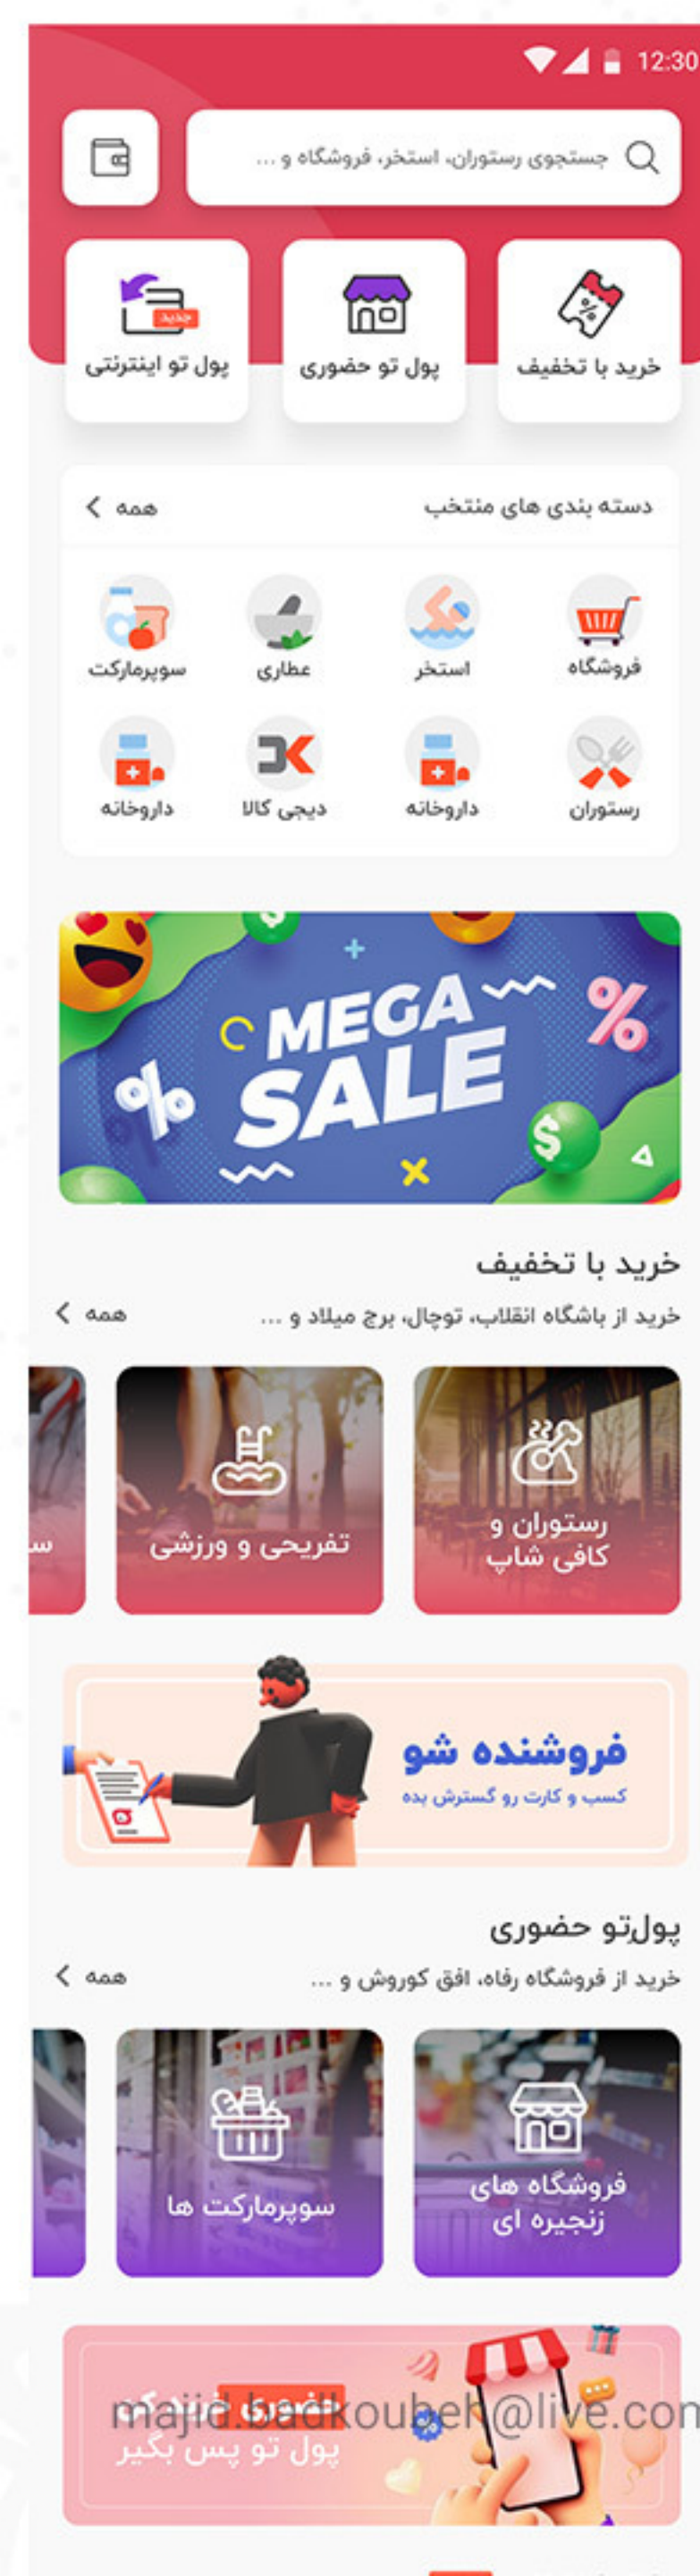 12:30
جستجوی رستوران، استخر، فروشگاه و ...
خرید با تخفیف
پول تو حضوری
جدید
پول تو اینترنتی
دسته بندی های منتخب
همه
فروشگاه
استخر
عطاری
سوپرمارکت
رستوران
داروخانه
دیجی کالا
داروخانه
MEGA
SALE
خرید با تخفیف
خرید از باشگاه انقلاب، توچال، برج میلاد و ...
همه
رستوران و
کافی شاپ
تفریحی و ورزشی
فروشنده شو
کسب و کارت رو گسترش بده
پول‌تو حضوری
خرید از فروشگاه رفاه، افق کوروش و ...
همه
فروشگاه های
زنجیره ای
سوپرمارکت ها
حضوری خرید کن
majid.badkoubeh@live.com
پول تو پس بگیر